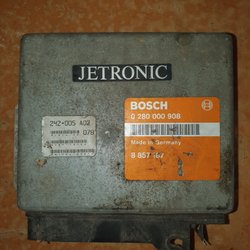 JETRONIC
BOSCH
0 280 000 908
Made in Germany
242*005 A02
078